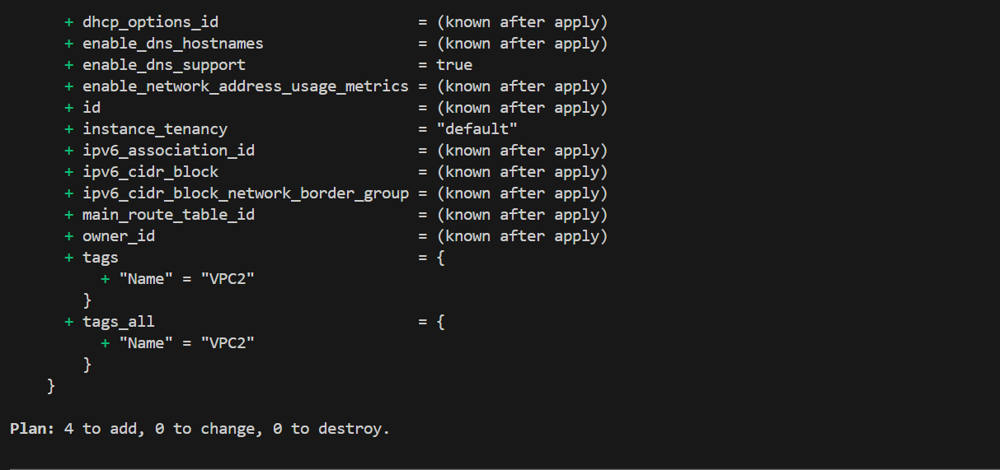 + dhcp_options_id = (known after apply)
+ enable_dns_hostnames = (known after apply)
+ enable_dns_support = true
+ enable_network_address_usage_metrics = (known after apply)
+ id = (known after apply)
+ instance_tenancy = "default"
+ ipv6_association_id = (known after apply)
+ ipv6_cidr_block = (known after apply)
+ ipv6_cidr_block_network_border_group = (known after apply)
+ main_route_table_id = (known after apply)
+ owner_id = (known after apply)
+ tags = {
+ "Name" = "VPC2"
}
+ tags_all = {
+ "Name" = "VPC2"
}
}
Plan: 4 to add, 0 to change, 0 to destroy.